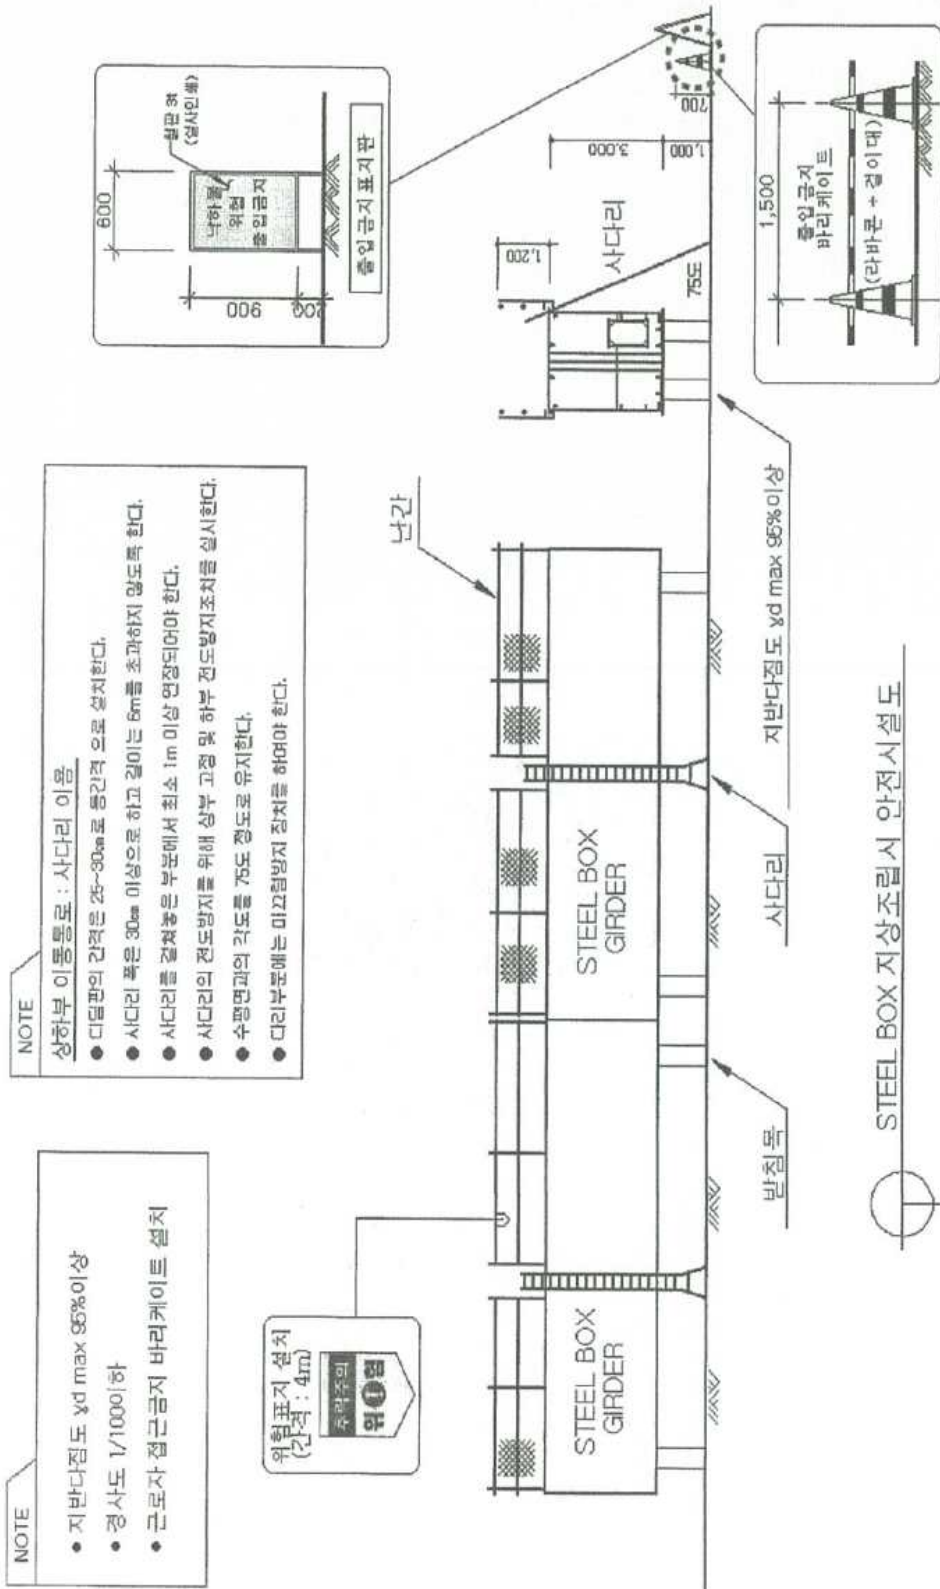 NOTE
• 지반다짐도 γd max 95%이상
• 경사도 1/1000이하
• 근로자 접근금지 바리케이트 설치
NOTE
상하부 이동통로 : 사다리 이용
● 디딤판의 간격은 25~30㎝로 등간격 으로 설치한다.
● 사다리 폭은 30㎝ 이상으로 하고 길이는 6m를 초과하지 않도록 한다.
● 사다리를 걸쳐놓은 부분에서 최소 1m 이상 연장되어야 한다.
● 사다리의 전도방지를 위해 상부 고정 및 하부 전도방지조치를 실시한다.
● 수평면과의 각도를 75도 정도로 유지한다.
● 다리부분에는 미끄럼방지 장치를 하여야 한다.
600
900
200
낙하물
위험
출입금지
철판 3t
(실사인쇄)
출입금지표지판
위험표지 설치
(간격 : 4m)
추락주의
위험
난간
1,200
사다리
3,000
1,000
700
75도
STEEL BOX
GIRDER
STEEL BOX
GIRDER
받침목
사다리
지반다짐도 γd max 95%이상
1,500
출입금지
바리케이트
(라바콘 + 걸이대)
STEEL BOX 지상조립시 안전시설도